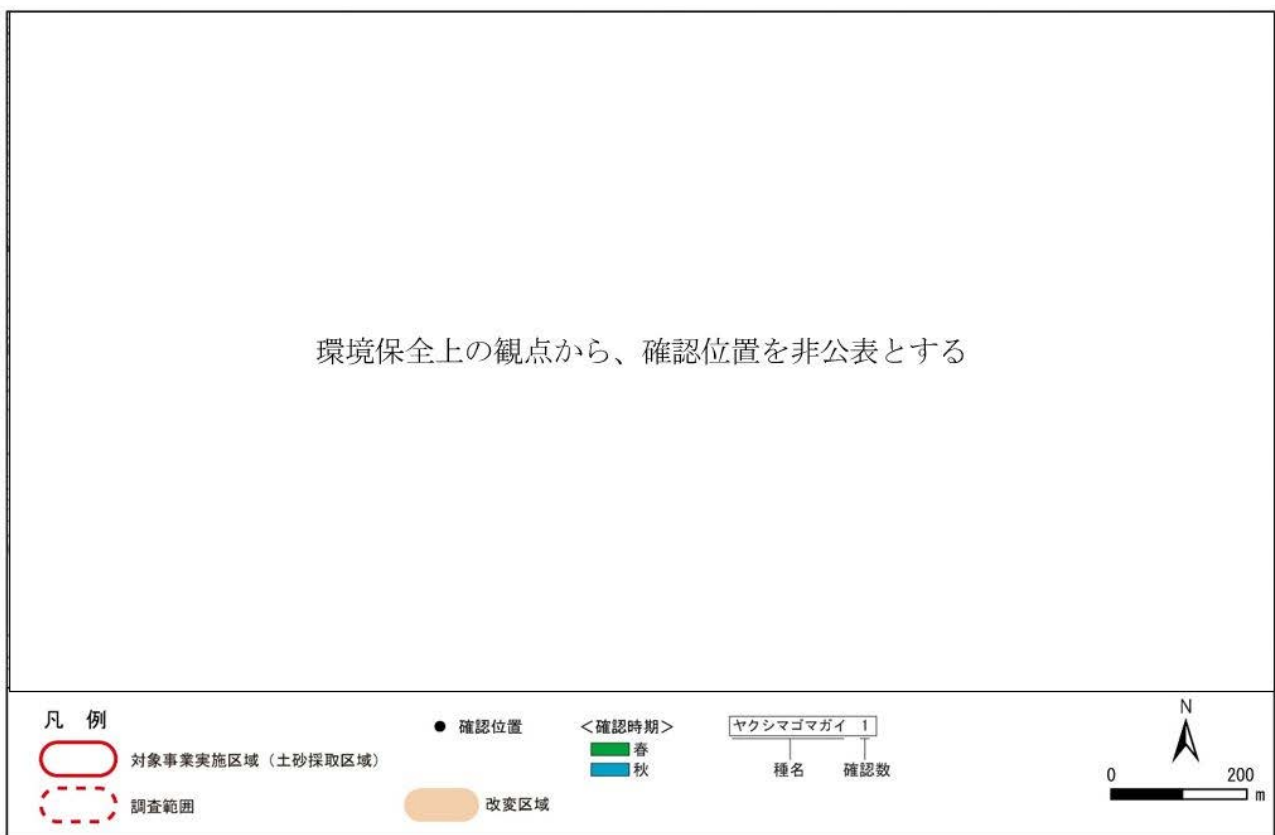 環境保全上の観点から、確認位置を非公表とする
凡 例
対象事業実施区域（土砂採取区域）
調査範囲
● 確認位置
改変区域
＜確認時期＞
春
秋
ヤクシマゴマガイ 1
種名 確認数
N
0 200
m